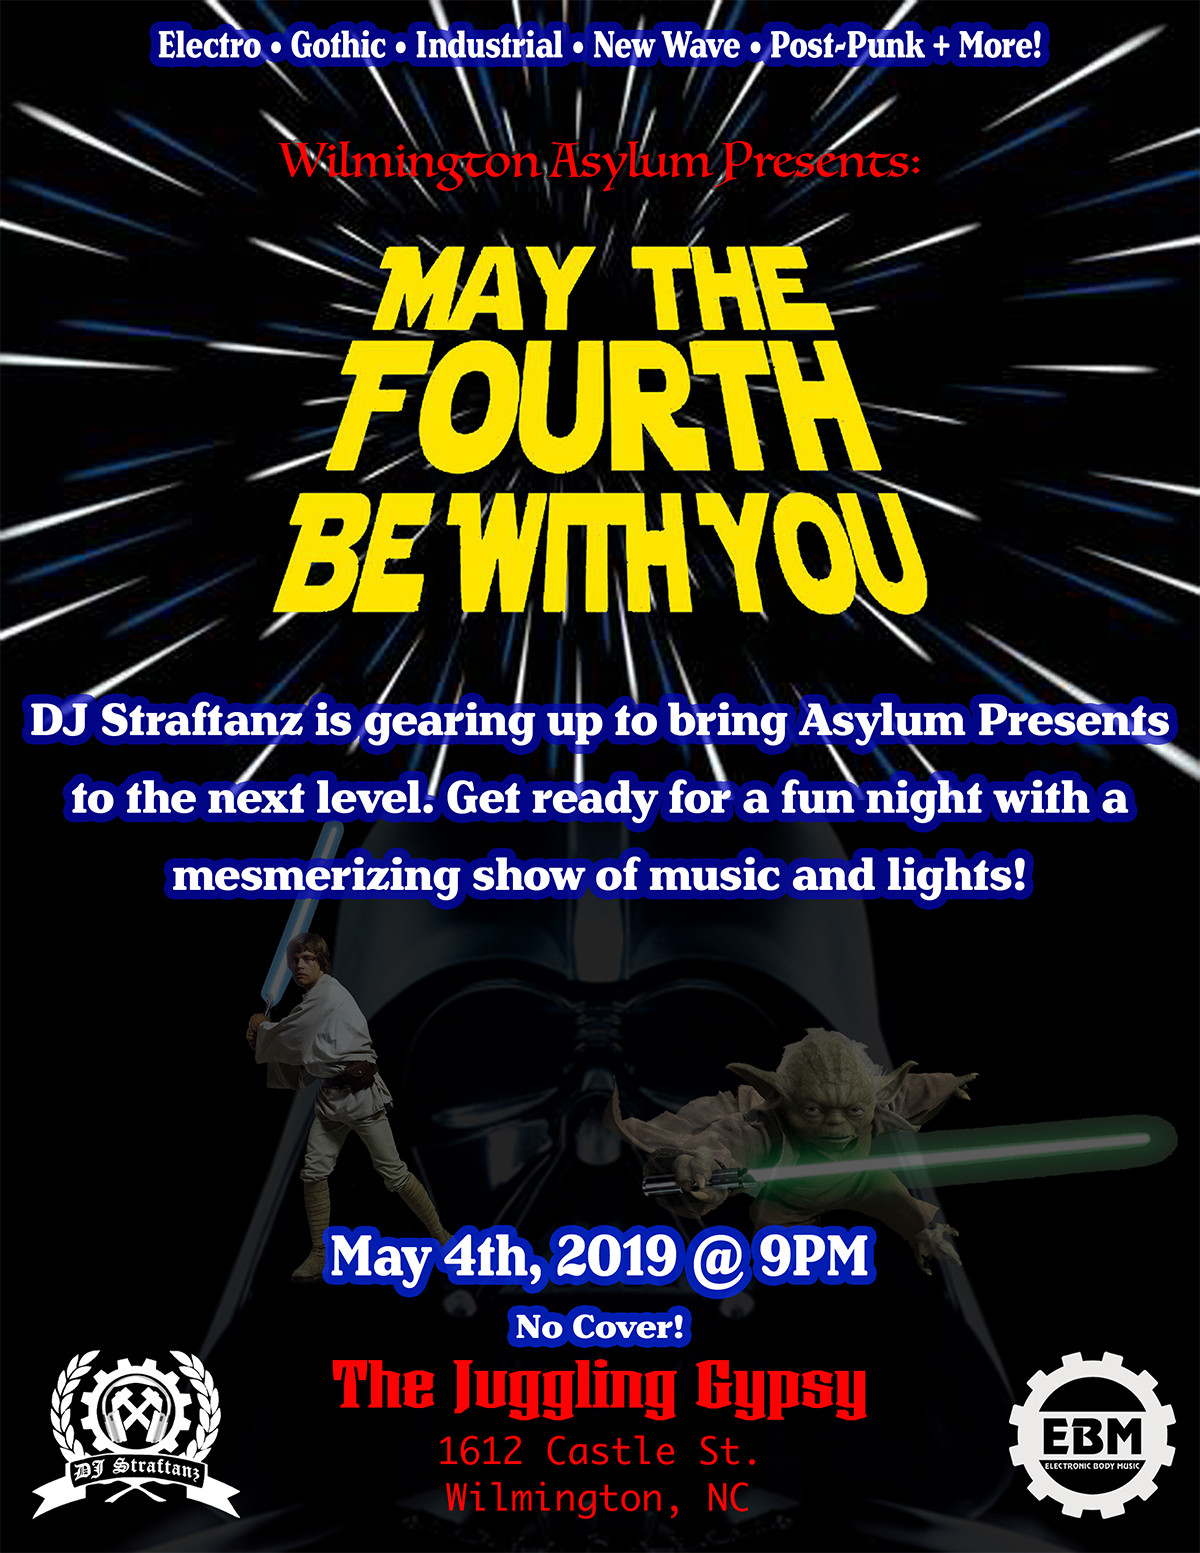 Electro • Gothic • Industrial • New Wave • Post-Punk + More!
Wilmington Asylum Presents:
MAY THE
FOURTH
BE WITH YOU
DJ Straftanz is gearing up to bring Asylum Presents
to the next level. Get ready for a fun night with a
mesmerizing show of music and lights!
May 4th, 2019 @ 9PM
No Cover!
The Juggling Gypsy
1612 Castle St.
Wilmington, NC
DJ Straftanz
EBM
ELECTRONIC BODY MUSIC